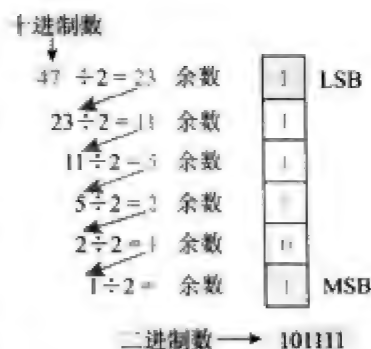 十进制数
47 ÷2 = 23 余数 1 LSB
23÷2 = 11 余数 1
11÷2 = 5 余数 1
5÷2 = 2 余数 1
2÷2 = 1 余数 0
1÷2 = 余数 1 MSB
二进制数 101111